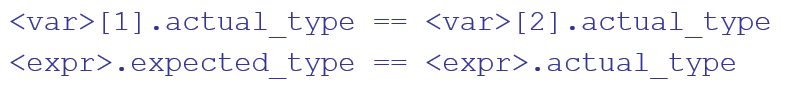 <var>[1].actual_type == <var>[2].actual_type
<expr>.expected_type == <expr>.actual_type